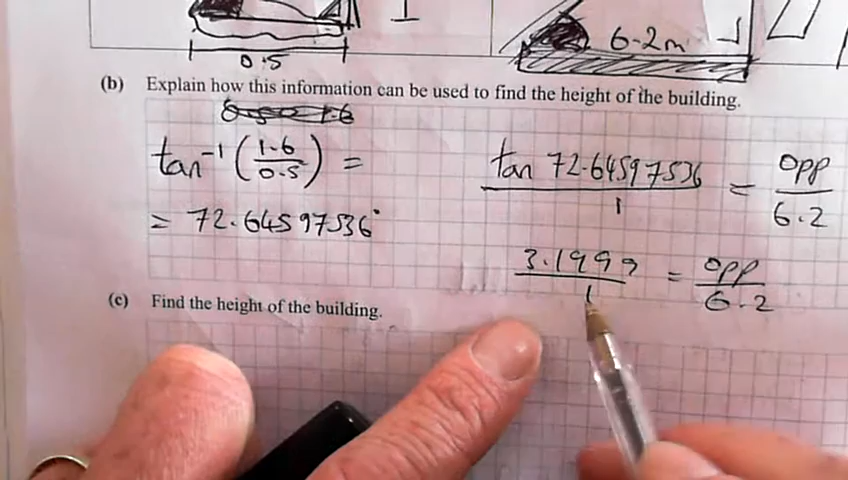 0.5
6.2m
(b) Explain how this information can be used to find the height of the building.
tan⁻¹ (1.6/0.5) =
= 72.64597536°
tan 72.64597536/1 = opp/6.2
3.1999/1 = opp/6.2
(c) Find the height of the building.